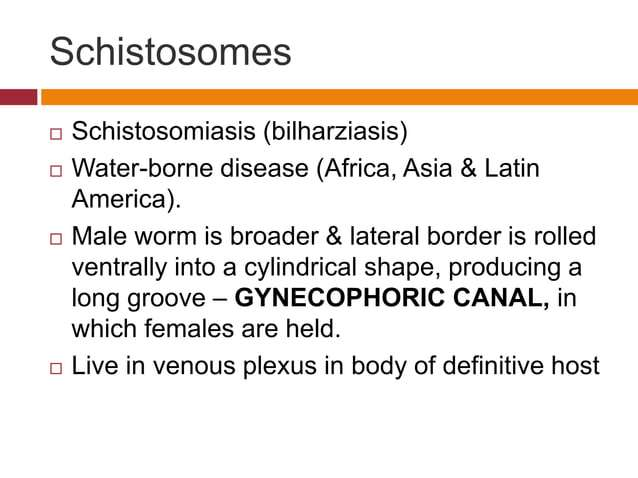 Schistosomes
Schistosomiasis (bilharziasis)
Water-borne disease (Africa, Asia & Latin
America).
Male worm is broader & lateral border is rolled
ventrally into a cylindrical shape, producing a
long groove – GYNECOPHORIC CANAL, in
which females are held.
Live in venous plexus in body of definitive host